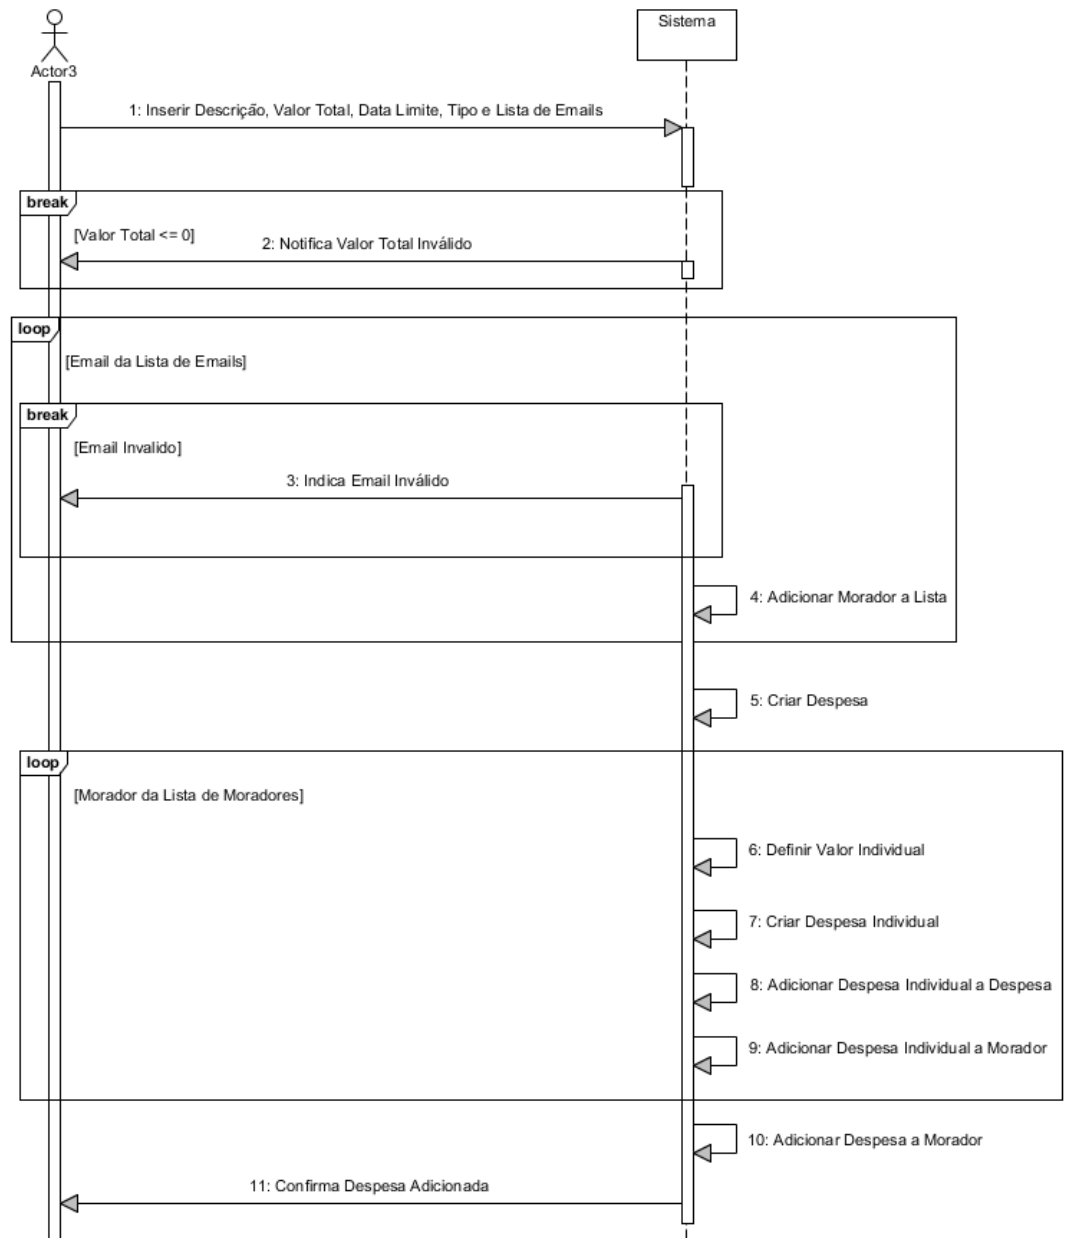 Sistema
Actor3
1: Inserir Descrição, Valor Total, Data Limite, Tipo e Lista de Emails
break
[Valor Total <= 0]
2: Notifica Valor Total Inválido
loop
[Email da Lista de Emails]
break
[Email Invalido]
3: Indica Email Inválido
4: Adicionar Morador a Lista
5: Criar Despesa
loop
[Morador da Lista de Moradores]
6: Definir Valor Individual
7: Criar Despesa Individual
8: Adicionar Despesa Individual a Despesa
9: Adicionar Despesa Individual a Morador
10: Adicionar Despesa a Morador
11: Confirma Despesa Adicionada